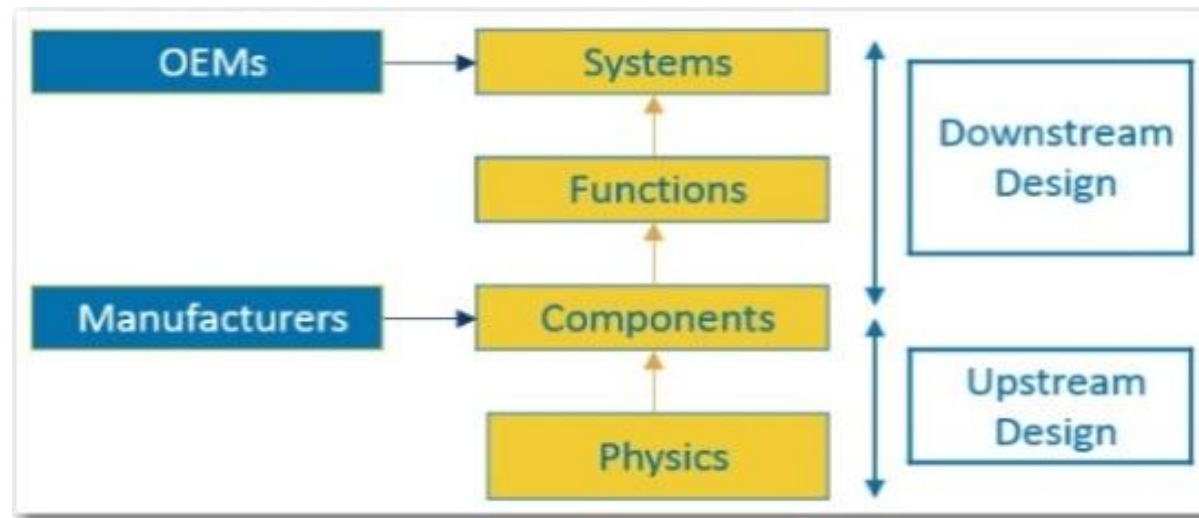 OEMs
Systems
Downstream
Design
Functions
Manufacturers
Components
Upstream
Design
Physics